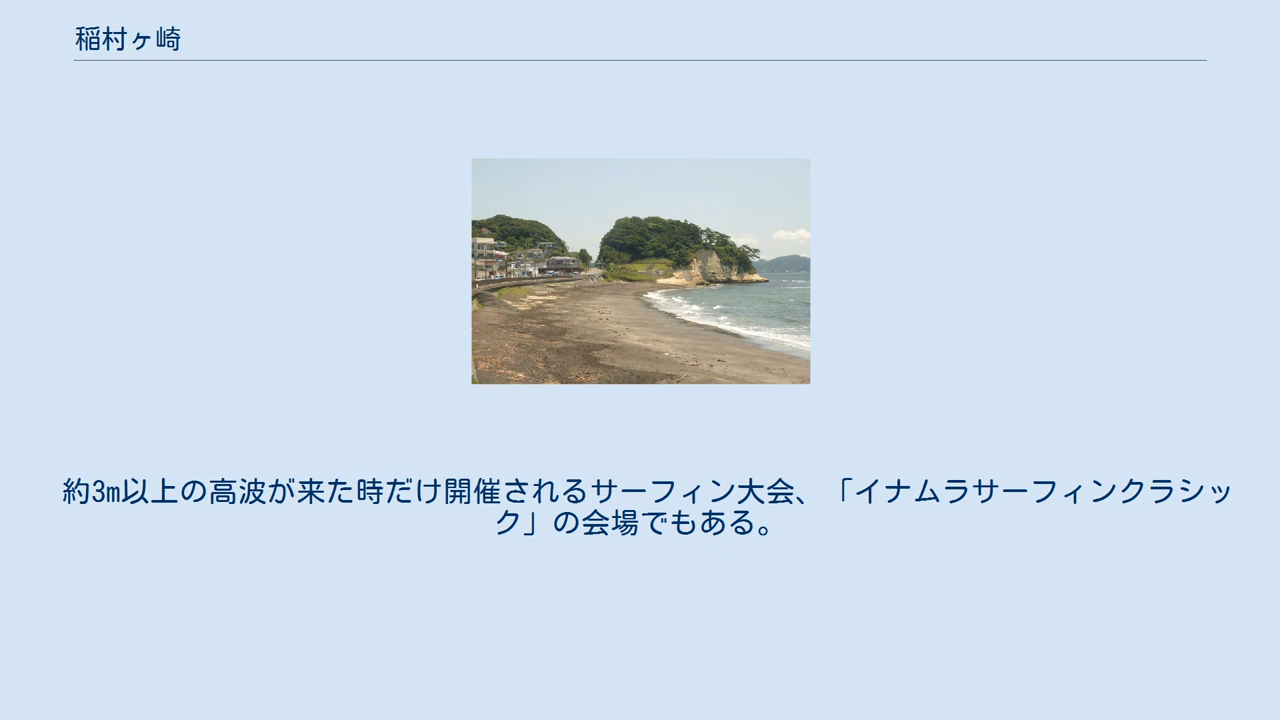 稲村ヶ崎
約3m以上の高波が来た時だけ開催されるサーフィン大会、「イナムラサーフィンクラシッ
ク」の会場でもある。